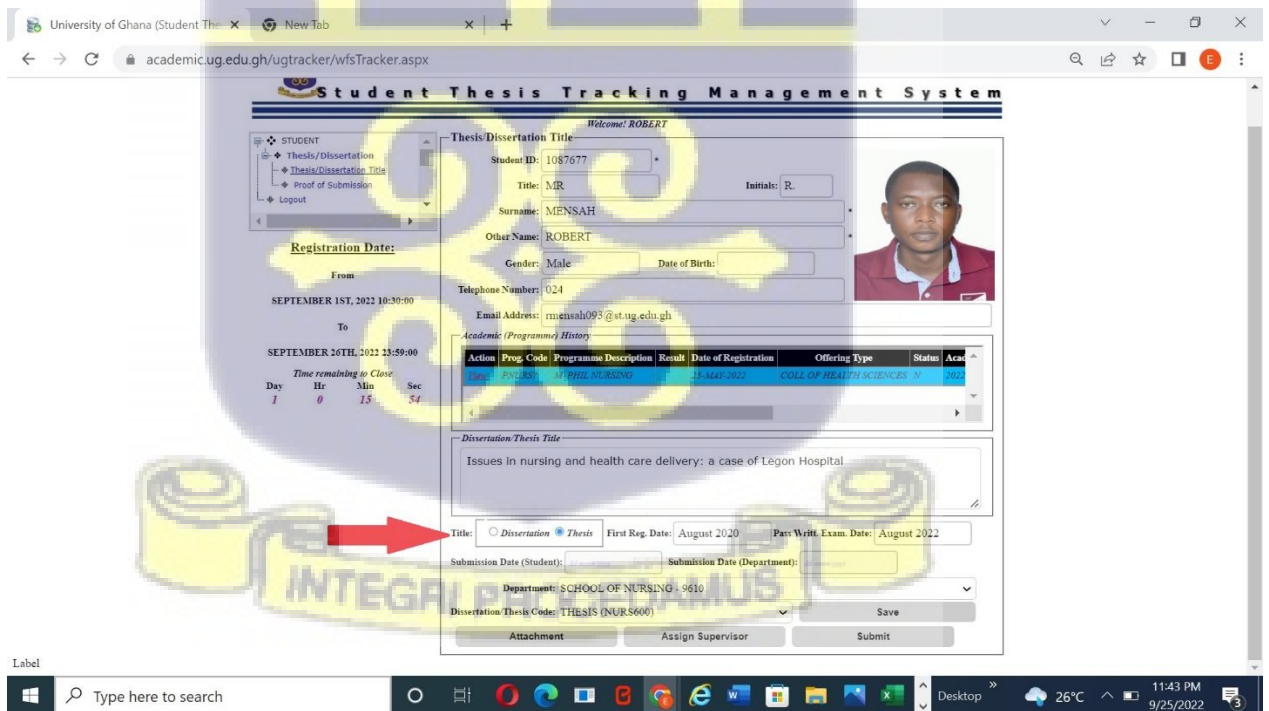 University of Ghana (Student The
New Tab
academic.ug.edu.gh/ugtracker/wfsTracker.aspx
Student Thesis Tracking Management System
Welcome! ROBERT
STUDENT
Thesis/Dissertation
Thesis/Dissertation Title
Proof of Submission
Logout
Registration Date:
From
SEPTEMBER 1ST, 2022 10:30:00
To
SEPTEMBER 26TH, 2022 23:59:00
Time remaining to Close
Day Hr Min Sec
1 0 15 54
Thesis/Dissertation Title
Student ID: 1087677 *
Title: MR Initials: R.
Surname: MENSAH *
Other Name: ROBERT *
Gender: Male Date of Birth:
Telephone Number: 024
Email Address: rmensah093@st.ug.edu.gh
Academic (Programme) History
Action Prog. Code Programme Description Result Date of Registration Offering Type Status Acad
PNURSI M-PHIL NURSING 25-MAY-2022 COLL OF HEALTH SCIENCES N 2022
Dissertation/Thesis Title
Issues in nursing and health care delivery: a case of Legon Hospital
Title: Dissertation Thesis First Reg. Date: August 2020 Pass Writt. Exam. Date: August 2022
Submission Date (Student): Submission Date (Department):
Department: SCHOOL OF NURSING - 9610
Dissertation/Thesis Code: THESIS (NURS600) Save
Attachment Assign Supervisor Submit
INTEGRI PROCEDAMUS
Label
Type here to search
Desktop
26°C
11:43 PM
9/25/2022
3